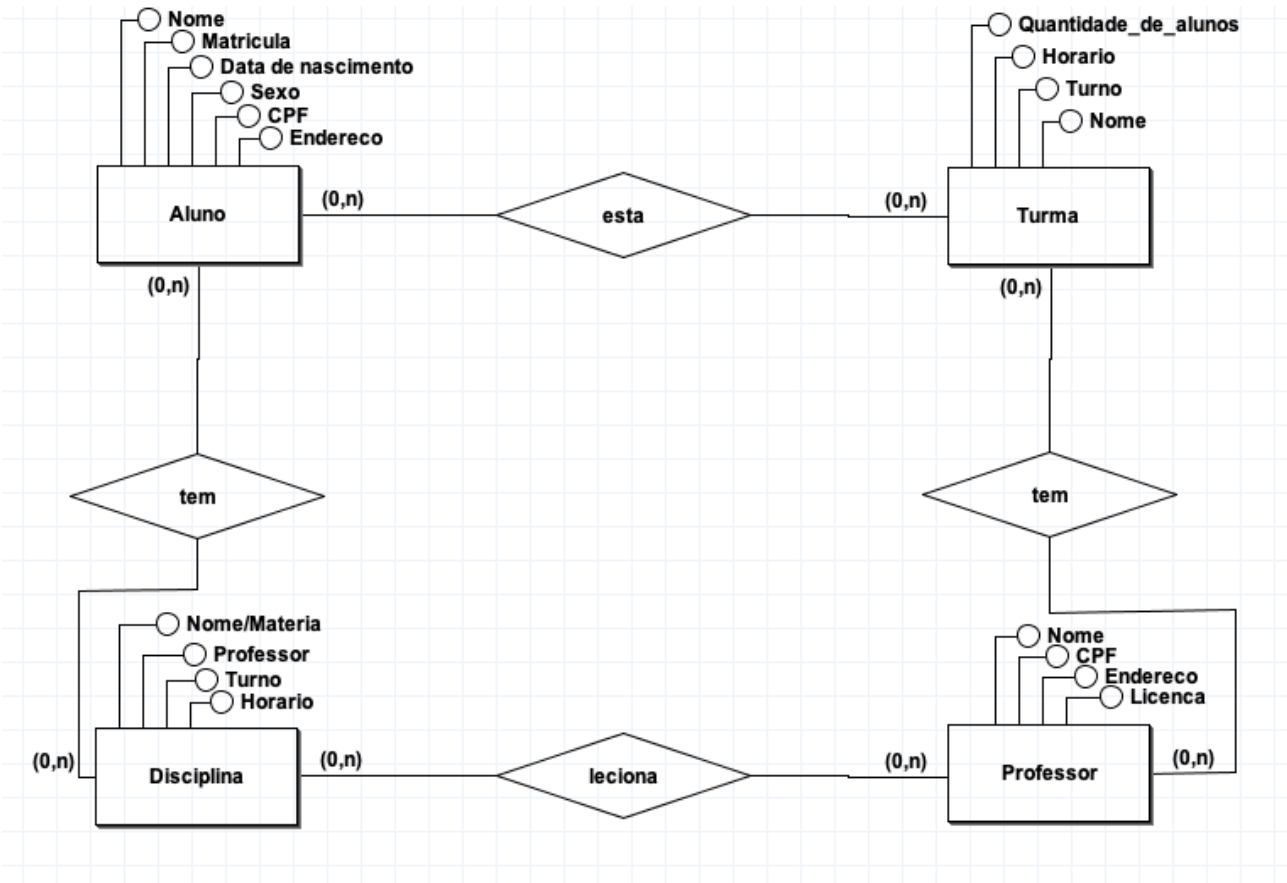 Nome
Matricula
Data de nascimento
Sexo
CPF
Endereco
Quantidade_de_alunos
Horario
Turno
Nome
Aluno
(0,n)
esta
(0,n)
Turma
(0,n)
(0,n)
tem
tem
Nome/Materia
Professor
Turno
Horario
Nome
CPF
Endereco
Licenca
(0,n)
Disciplina
(0,n)
leciona
(0,n)
Professor
(0,n)